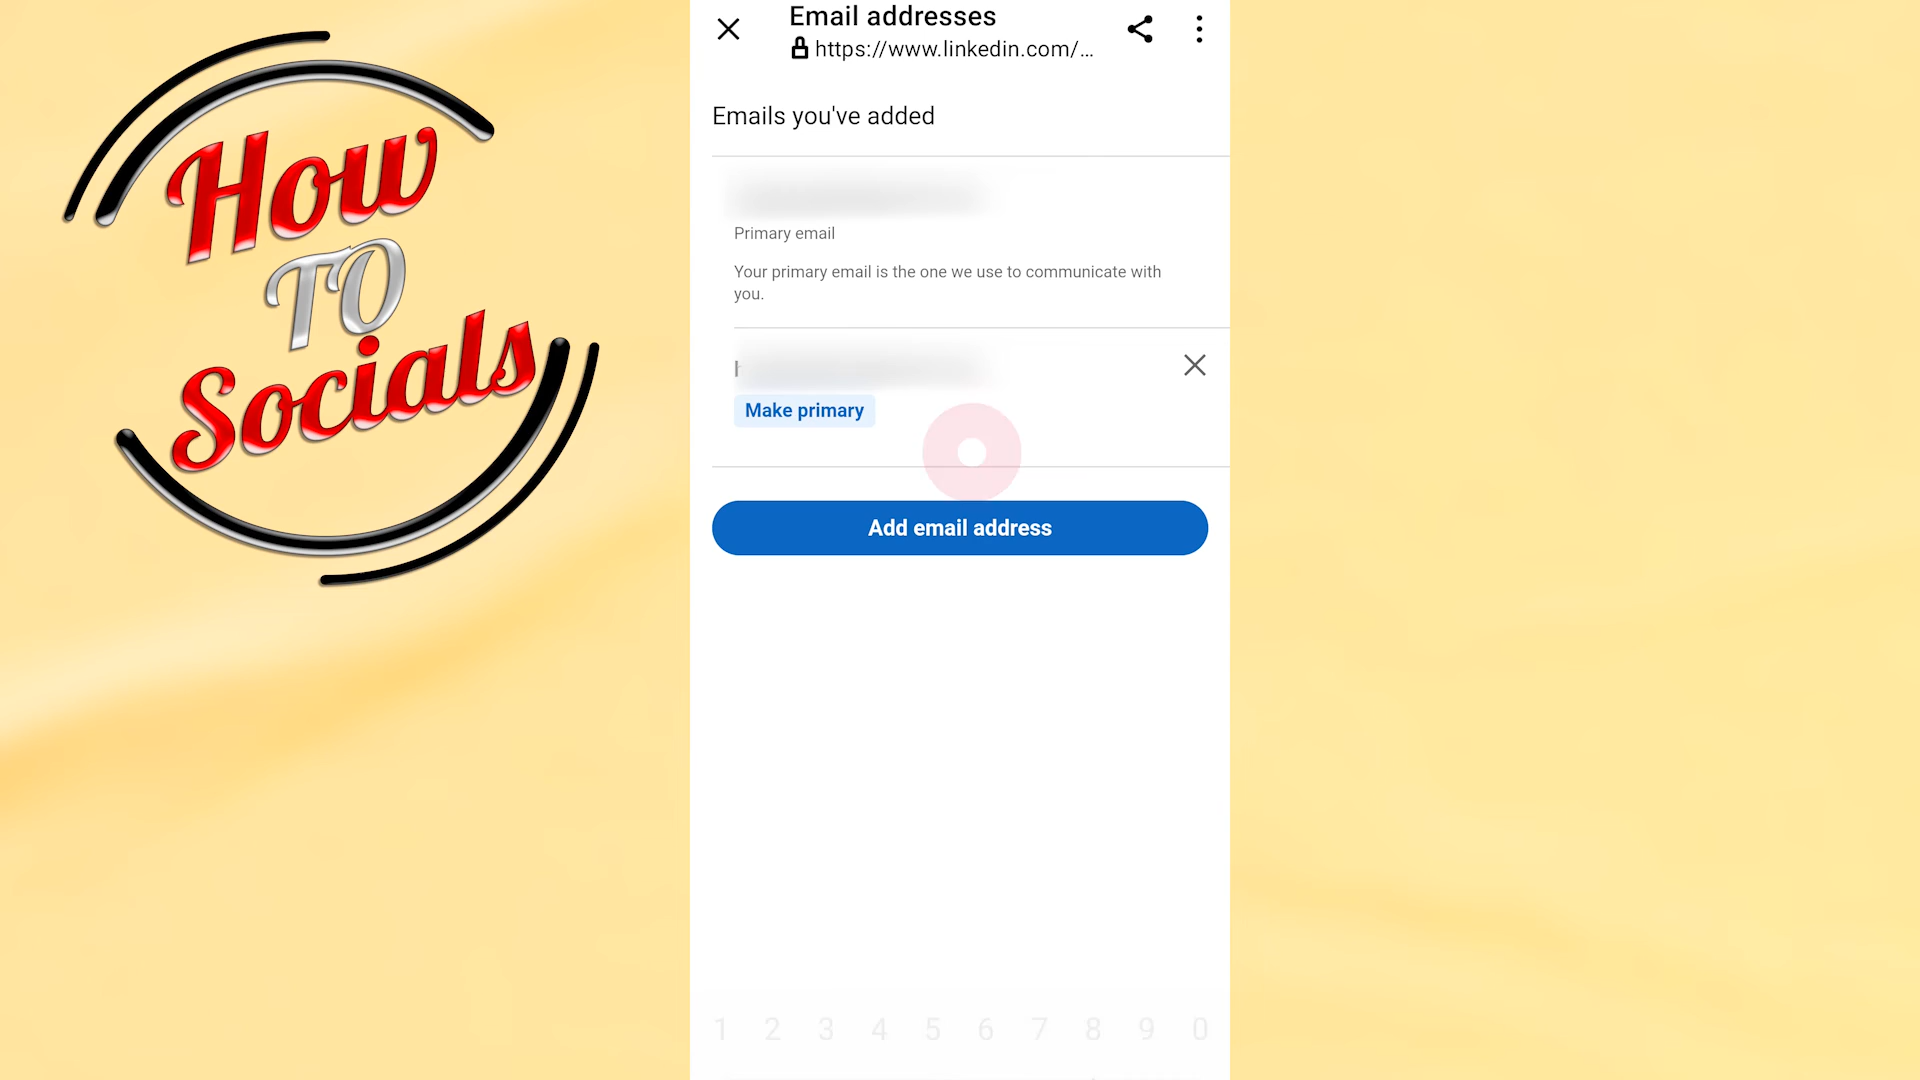 How
TO
Socials
Email addresses
https://www.linkedin.com/...
Emails you've added
Primary email
Your primary email is the one we use to communicate with
you.
Make primary
Add email address
1 2 3 4 5 6 7 8 9 0